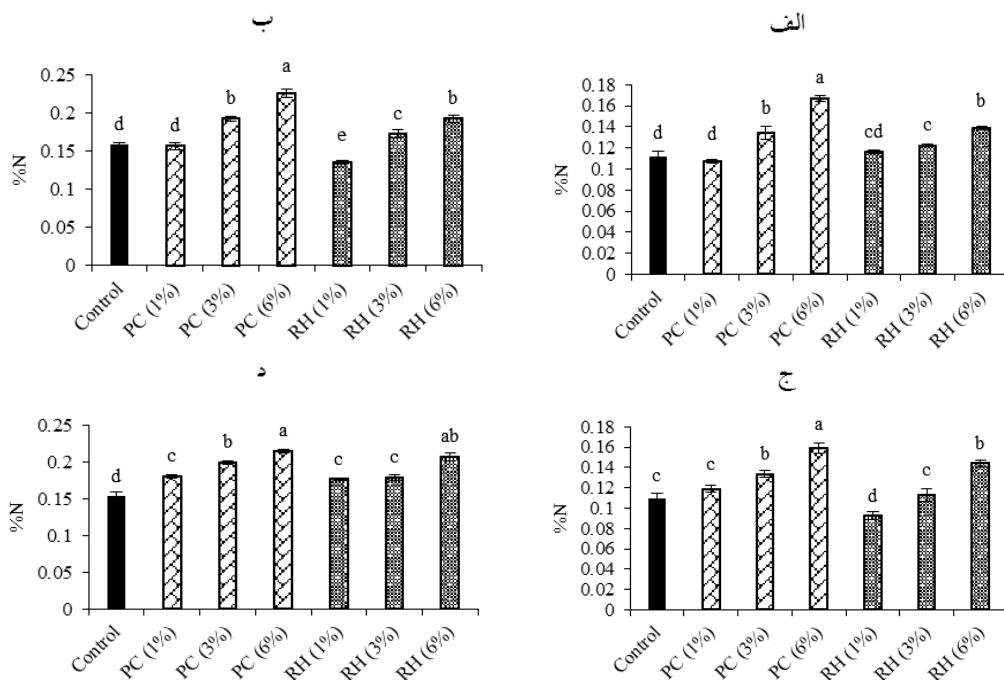 الف
%N
0.18
0.16
0.14
0.12
0.10
0.08
0.06
0.04
0.02
0
d d b a cd c b
Control PC (1%) PC (3%) PC (6%) RH (1%) RH (3%) RH (6%)
ب
%N
0.25
0.2
0.15
0.1
0.05
0
d d b a e c b
Control PC (1%) PC (3%) PC (6%) RH (1%) RH (3%) RH (6%)
ج
%N
0.18
0.16
0.14
0.12
0.1
0.08
0.06
0.04
0.02
0
c c b a d c b
Control PC (1%) PC (3%) PC (6%) RH (1%) RH (3%) RH (6%)
د
%N
0.25
0.2
0.15
0.1
0.05
0
d c b a c c ab
Control PC (1%) PC (3%) PC (6%) RH (1%) RH (3%) RH (6%)